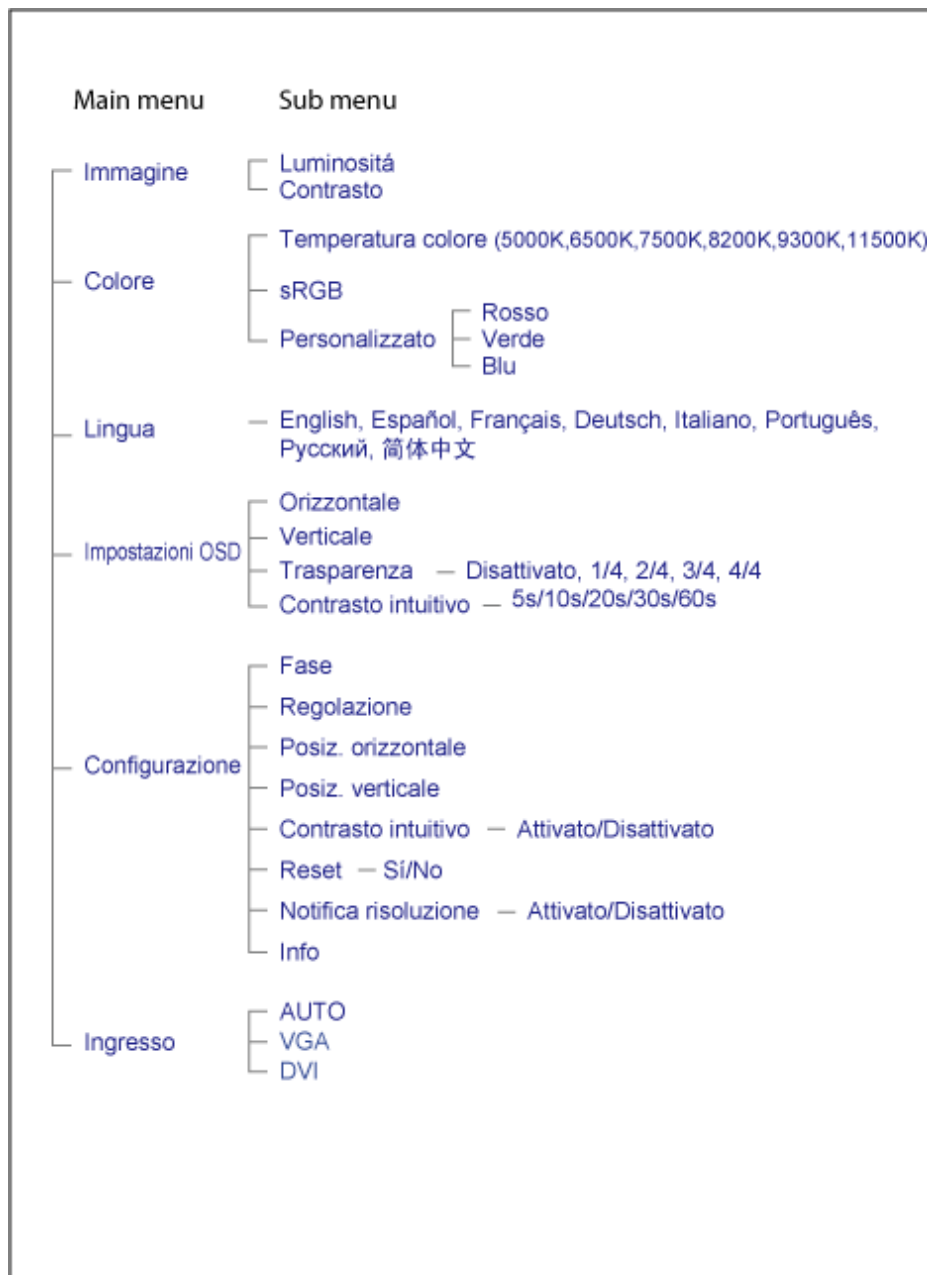 Main menu Sub menu
Immagine
Luminositá
Contrasto
Colore
Temperatura colore (5000K,6500K,7500K,8200K,9300K,11500K)
sRGB
Personalizzato
Rosso
Verde
Blu
Lingua
English, Español, Français, Deutsch, Italiano, Português,
Русский, 简体中文
Impostazioni OSD
Orizzontale
Verticale
Trasparenza — Disattivato, 1/4, 2/4, 3/4, 4/4
Contrasto intuitivo — 5s/10s/20s/30s/60s
Configurazione
Fase
Regolazione
Posiz. orizzontale
Posiz. verticale
Contrasto intuitivo — Attivato/Disattivato
Reset — Sí/No
Notifica risoluzione — Attivato/Disattivato
Info
Ingresso
AUTO
VGA
DVI